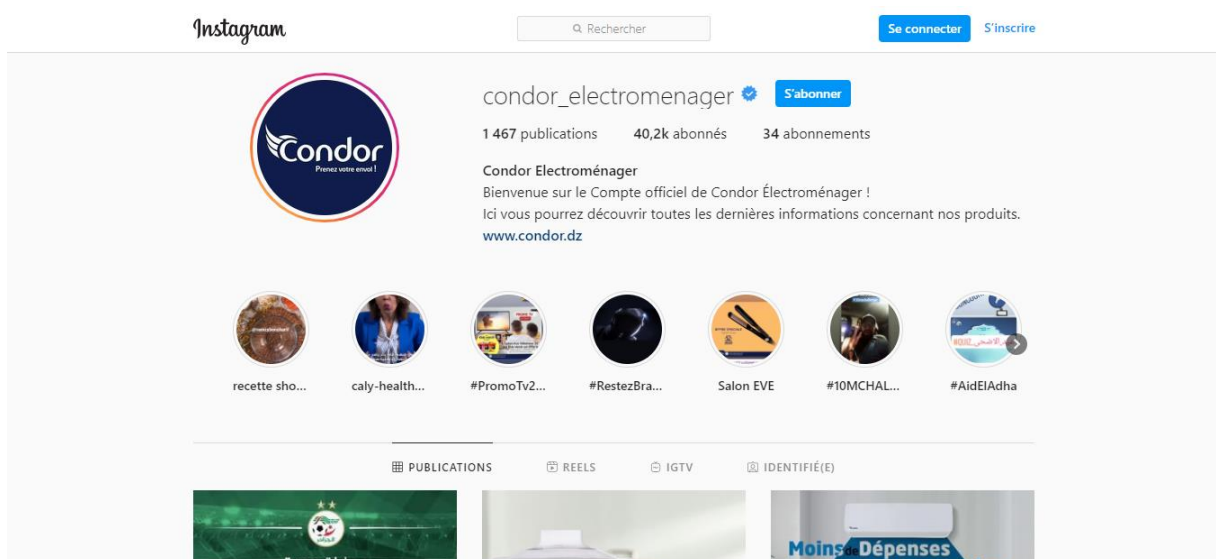 Instagram
Rechercher
Se connecter
S'inscrire
condor_electromenager
S'abonner
1 467 publications 40,2k abonnés 34 abonnements
Condor
Prenez votre envol !
Condor Electroménager
Bienvenue sur le Compte officiel de Condor Électroménager !
Ici vous pourrez découvrir toutes les dernières informations concernant nos produits.
www.condor.dz
recette sho...
caly-health...
#PromoTv2...
#RestezBra...
Salon EVE
#10MCHAL...
#AidElAdha
PUBLICATIONS
REELS
IGTV
IDENTIFIÉ(E)
Moins de Dépenses